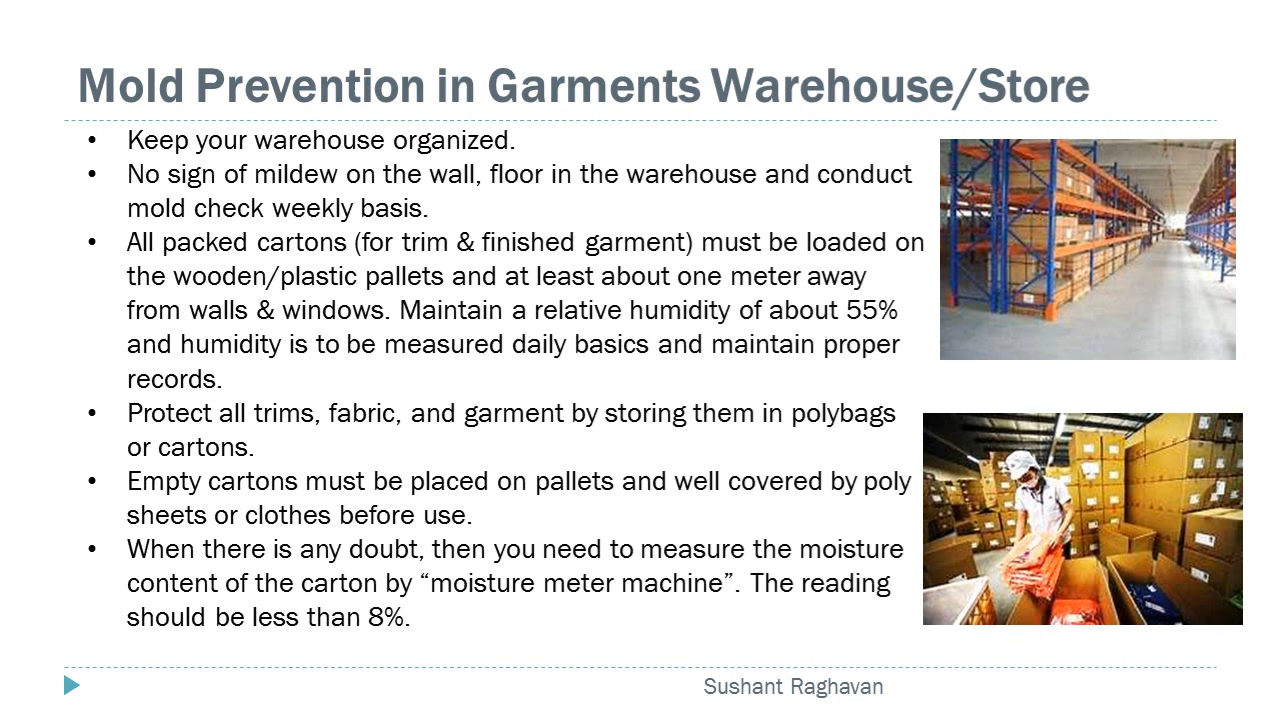 Mold Prevention in Garments Warehouse/Store
• Keep your warehouse organized.
• No sign of mildew on the wall, floor in the warehouse and conduct
mold check weekly basis.
• All packed cartons (for trim & finished garment) must be loaded on
the wooden/plastic pallets and at least about one meter away
from walls & windows. Maintain a relative humidity of about 55%
and humidity is to be measured daily basics and maintain proper
records.
• Protect all trims, fabric, and garment by storing them in polybags
or cartons.
• Empty cartons must be placed on pallets and well covered by poly
sheets or clothes before use.
• When there is any doubt, then you need to measure the moisture
content of the carton by “moisture meter machine”. The reading
should be less than 8%.
Sushant Raghavan